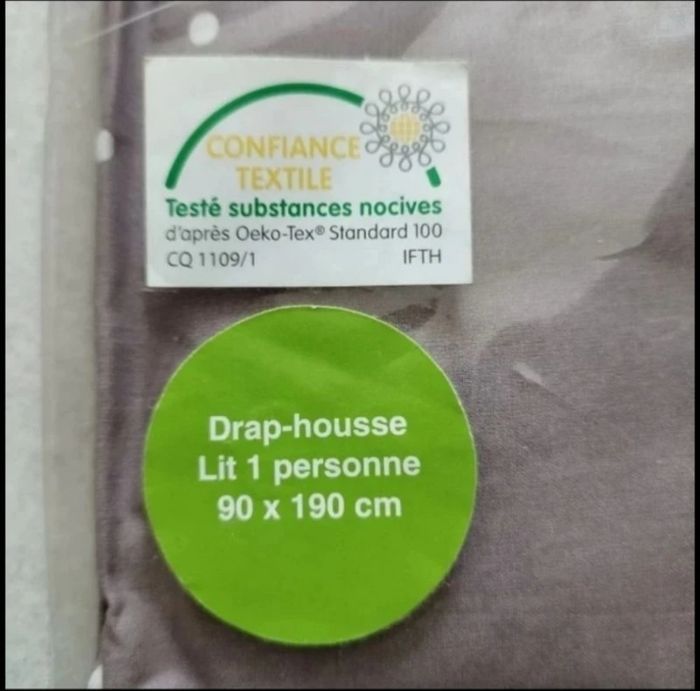 CONFIANCE
TEXTILE
Testé substances nocives
d'après Oeko-Tex® Standard 100
CQ 1109/1 IFTH
Drap-housse
Lit 1 personne
90 x 190 cm